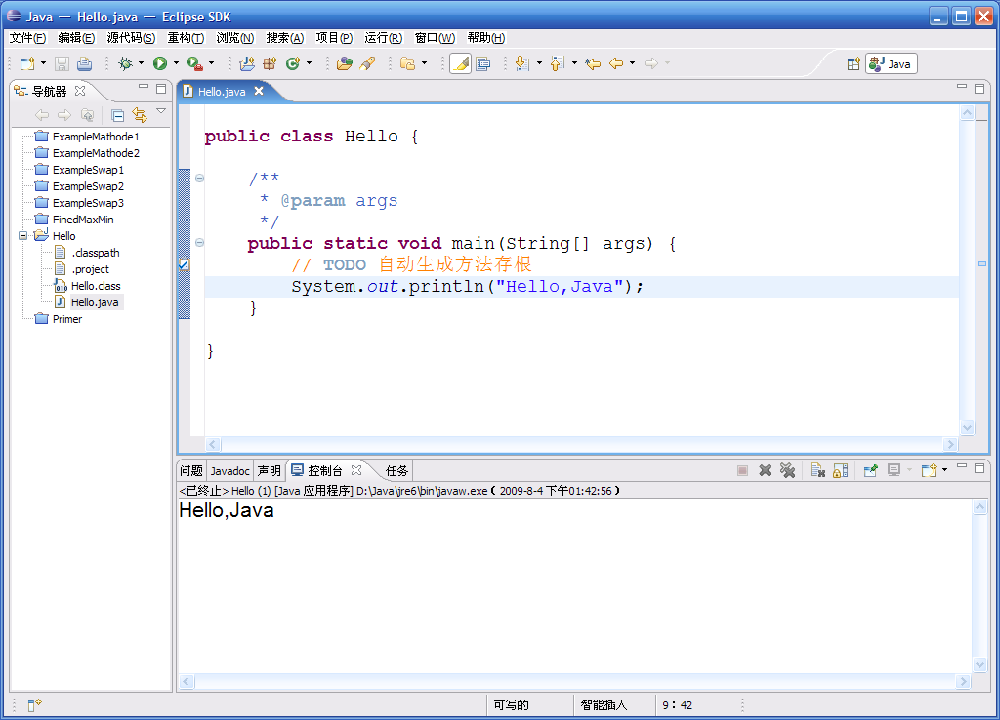 Java — Hello.java — Eclipse SDK
文件(F) 编辑(E) 源代码(S) 重构(T) 浏览(N) 搜索(A) 项目(P) 运行(R) 窗口(W) 帮助(H)
Java
导航器
ExampleMathode1
ExampleMathode2
ExampleSwap1
ExampleSwap2
ExampleSwap3
FinedMaxMin
Hello
.classpath
.project
Hello.class
Hello.java
Primer
Hello.java
public class Hello {
/**
* @param args
*/
public static void main(String[] args) {
// TODO 自动生成方法存根
System.out.println("Hello,Java");
}
}
问题 Javadoc 声明 控制台 任务
<已终止> Hello (1) [Java 应用程序] D:\Java\jre6\bin\javaw.exe ( 2009-8-4 下午01:42:56 )
Hello,Java
可写的 智能插入 9：42